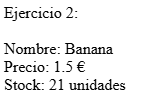 Ejercicio 2:
Nombre: Banana
Precio: 1.5 €
Stock: 21 unidades